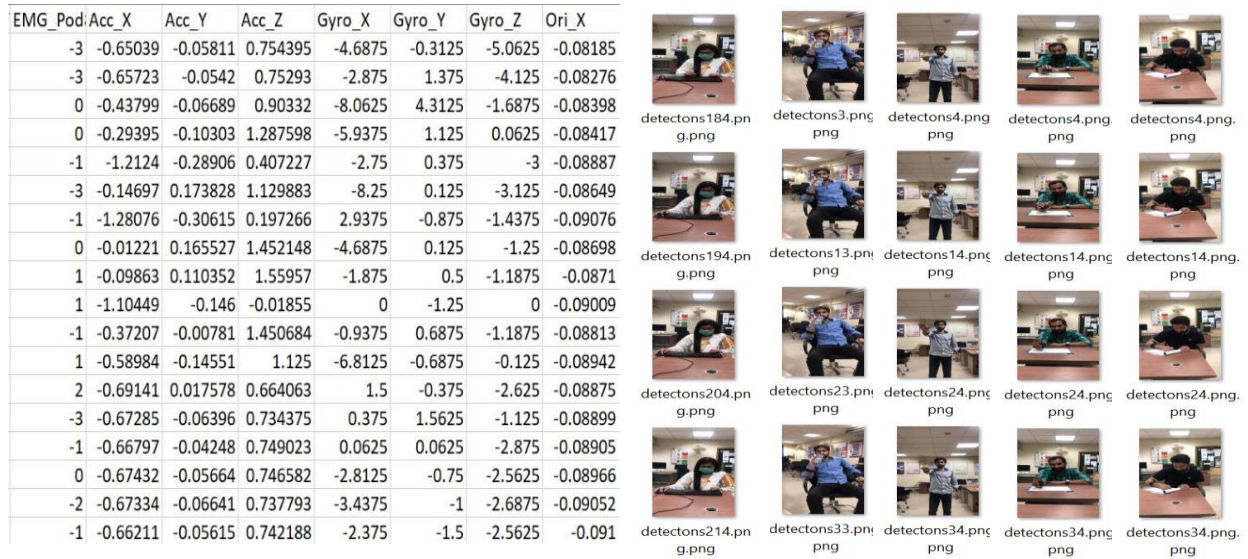 EMG_Pod Acc_X Acc_Y Acc_Z Gyro_X Gyro_Y Gyro_Z Ori_X
-3 -0.65039 -0.05811 0.754395 -4.6875 -0.3125 -5.0625 -0.08185
-3 -0.65723 -0.0542 0.75293 -2.875 1.375 -4.125 -0.08276
0 -0.43799 -0.06689 0.90332 -8.0625 4.3125 -1.6875 -0.08398
0 -0.29395 -0.10303 1.287598 -5.9375 1.125 0.0625 -0.08417
-1 -1.2124 -0.28906 0.407227 -2.75 0.375 -3 -0.08887
-3 -0.14697 0.173828 1.129883 -8.25 0.125 -3.125 -0.08649
-1 -1.28076 -0.30615 0.197266 2.9375 -0.875 -1.4375 -0.09076
0 -0.01221 0.165527 1.452148 -4.6875 0.125 -1.25 -0.08698
1 -0.09863 0.110352 1.55957 -1.875 0.5 -1.1875 -0.0871
1 -1.10449 -0.146 -0.01855 0 -1.25 0 -0.09009
-1 -0.37207 -0.00781 1.450684 -0.9375 0.6875 -1.1875 -0.08813
1 -0.58984 -0.14551 1.125 -6.8125 -0.6875 -0.125 -0.08942
2 -0.69141 0.017578 0.664063 1.5 -0.375 -2.625 -0.08875
-3 -0.67285 -0.06396 0.734375 0.375 1.5625 -1.125 -0.08899
-1 -0.66797 -0.04248 0.749023 0.0625 0.0625 -2.875 -0.08905
0 -0.67432 -0.05664 0.746582 -2.8125 -0.75 -2.5625 -0.08966
-2 -0.67334 -0.06641 0.737793 -3.4375 -1 -2.6875 -0.09052
-1 -0.66211 -0.05615 0.742188 -2.375 -1.5 -2.5625 -0.091
detectons184.pn detectons3.png detectons4.png detectons4.png. detectons4.png.
g.png png png png png
detectons194.pn detectons13.pn detectons14.png detectons14.png detectons14.png.
g.png png png png png
detectons204.pn detectons23.pn detectons24.png detectons24.png detectons24.png.
g.png png png png png
detectons214.pn detectons33.pn detectons34.png detectons34.png detectons34.png.
g.png png png png png